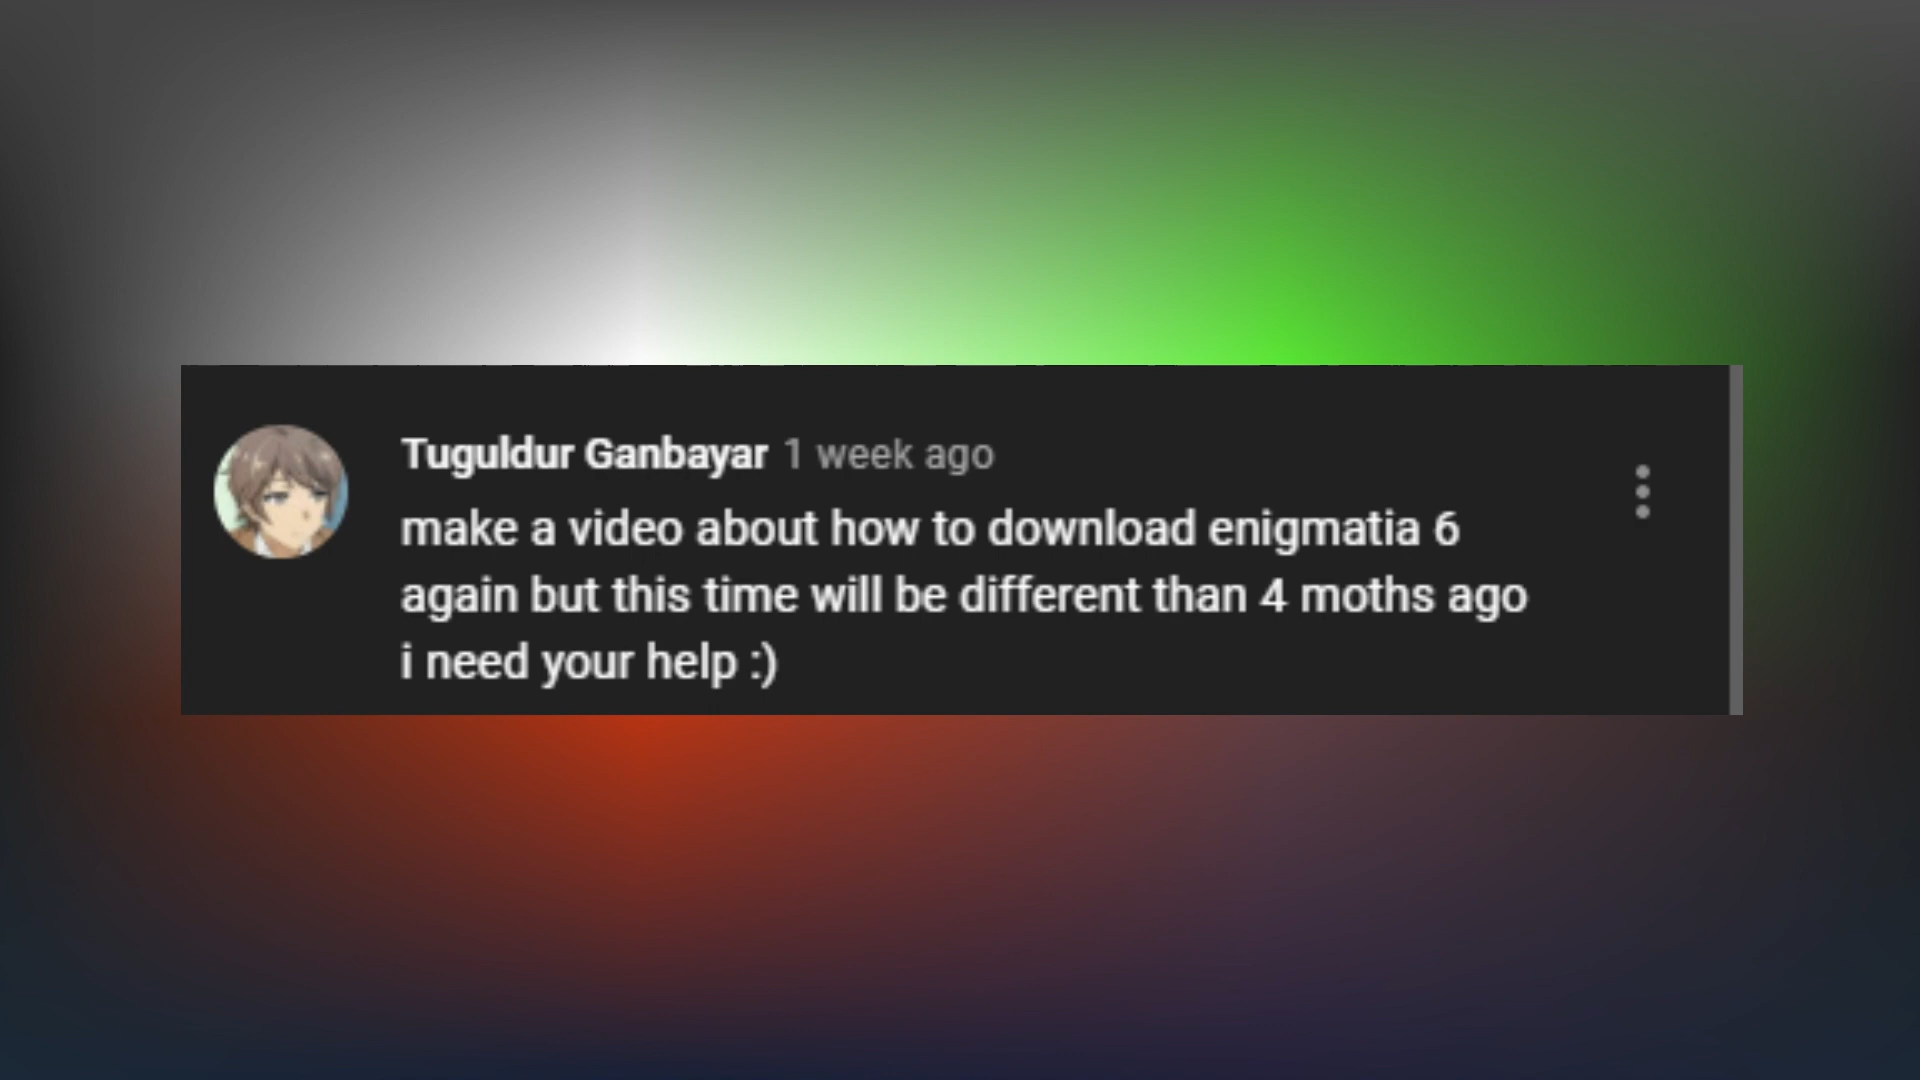 Tuguldur Ganbayar 1 week ago
make a video about how to download enigmatia 6
again but this time will be different than 4 moths ago
i need your help :)